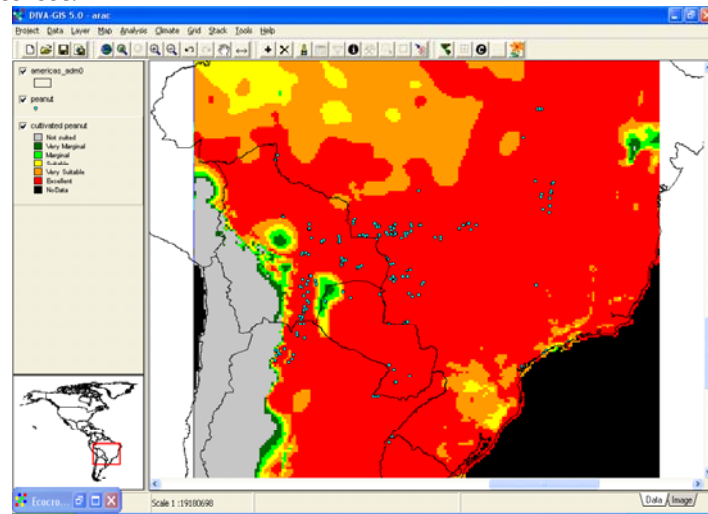 DIVA-GIS 5.0 - arac
Project Data Layer Map Analysis Climate Grid Stack Tools Help
americas_adm0
peanut
cultivated peanut
Not suited
Very Marginal
Marginal
Suitable
Very Suitable
Excellent
NoData
Ecocro...
Scale 1 :19180698
Data
Image